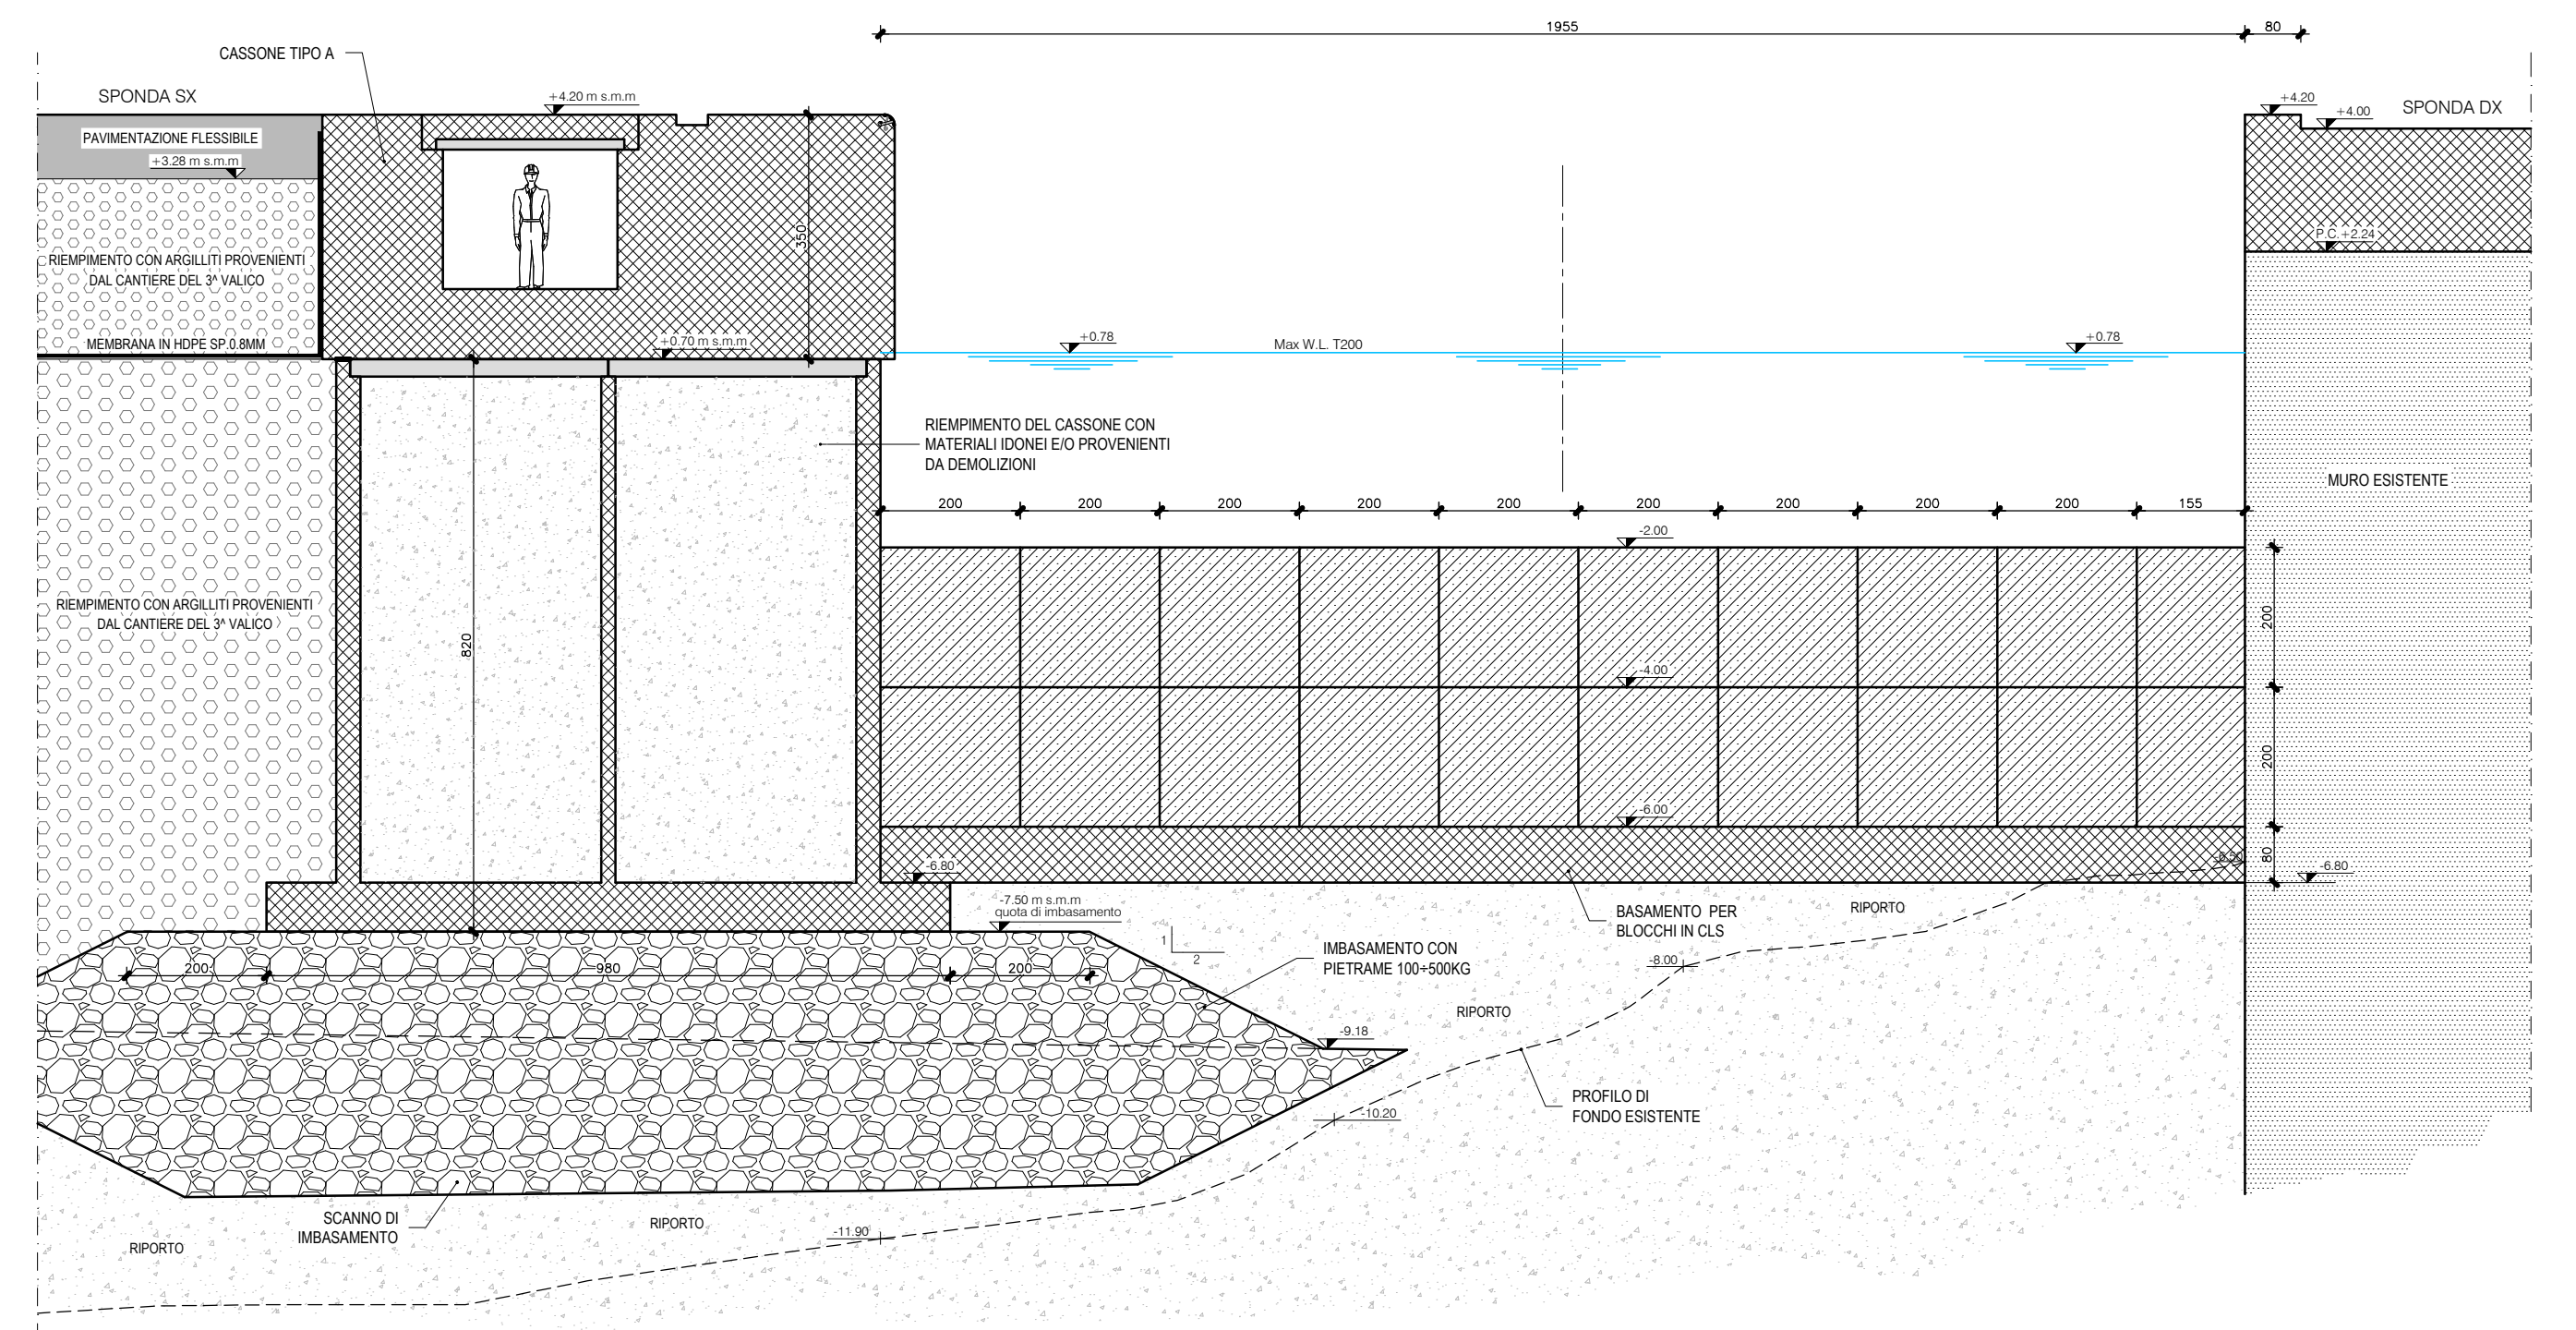 1955
80
CASSONE TIPO A
SPONDA SX
+4.20 m s.m.m
+4.20
+4.00
SPONDA DX
PAVIMENTAZIONE FLESSIBILE
+3.28 m s.m.m
350
P.C.+2.24
RIEMPIMENTO CON ARGILLITI PROVENIENTI
DAL CANTIERE DEL 3^ VALICO
MEMBRANA IN HDPE SP.0.8MM
+0.70 m s.m.m
+0.78
Max W.L. T200
+0.78
RIEMPIMENTO DEL CASSONE CON
MATERIALI IDONEI E/O PROVENIENTI
DA DEMOLIZIONI
MURO ESISTENTE
200
200
200
200
200
200
200
200
200
155
-2.00
RIEMPIMENTO CON ARGILLITI PROVENIENTI
DAL CANTIERE DEL 3^ VALICO
820
200
-4.00
200
-6.00
80
-6.50
-6.80
-6.80
-7.50 m s.m.m
quota di imbasamento
BASAMENTO PER
BLOCCHI IN CLS
RIPORTO
1
2
IMBASAMENTO CON
PIETRAME 100÷500KG
-8.00
200
980
200
RIPORTO
-9.18
PROFILO DI
FONDO ESISTENTE
-10.20
SCANNO DI
IMBASAMENTO
RIPORTO
-11.90
RIPORTO